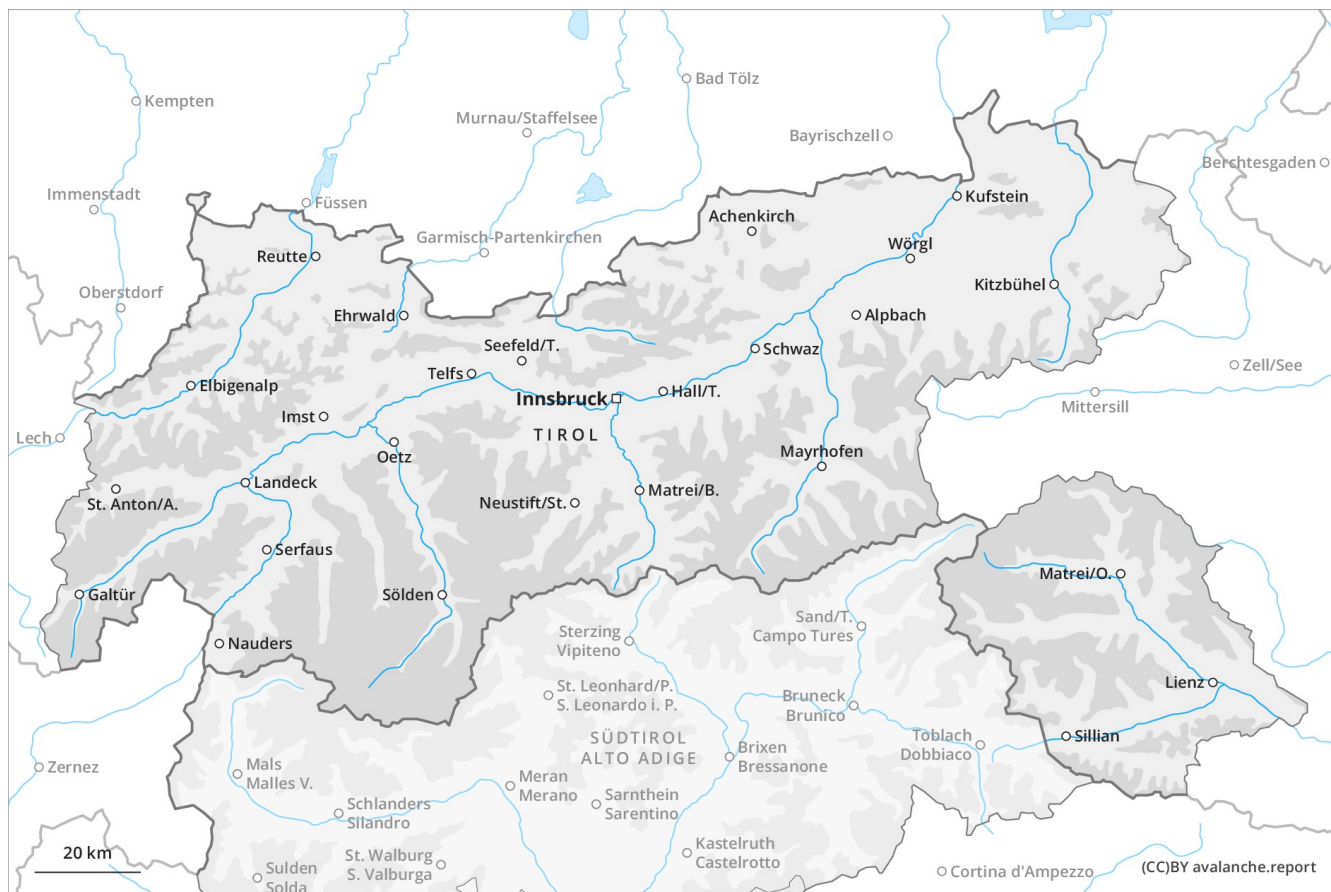 Bad Tölz
Kempten
Murnau/Staffelsee
Bayrischzell
Berchtesgaden
Immenstadt
Füssen
Kufstein
Achenkirch
Garmisch-Partenkirchen
Wörgl
Reutte
Kitzbühel
Oberstdorf
Ehrwald
Alpbach
Seefeld/T.
Schwaz
Zell/See
Telfs
Elbigenalp
Hall/T.
Innsbruck
Mittersill
Imst
TIROL
Lech
Oetz
Mayrhofen
Landeck
Matrei/B.
St. Anton/A.
Neustift/St.
Serfaus
Matrei/O.
Galtür
Sölden
Sand/T.
Campo Tures
Sterzing
Vipiteno
Nauders
Lienz
St. Leonhard/P.
S. Leonardo i. P.
Bruneck
Brunico
SÜDTIROL
ALTO ADIGE
Toblach
Dobbiaco
Sillian
Brixen
Bressanone
Zernez
Mals
Malles V.
Meran
Merano
Sarnthein
Sarentino
Schlanders
Silandro
Kastelruth
Castelrotto
20 km
St. Walburg
S. Valburga
Sulden
Solda
Cortina d'Ampezzo
(CC)BY avalanche.report